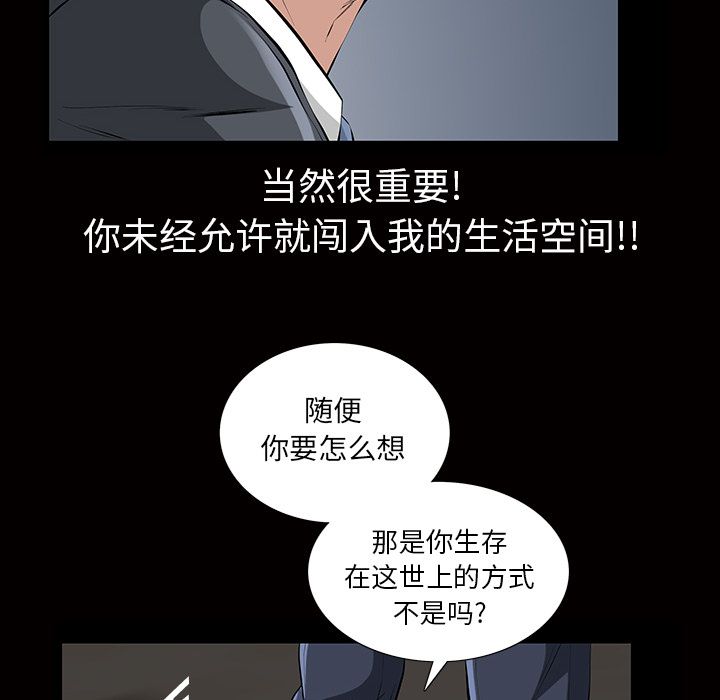 当然很重要!
你未经允许就闯入我的生活空间!!
随便
你要怎么想
那是你生存
在这世上的方式
不是吗?